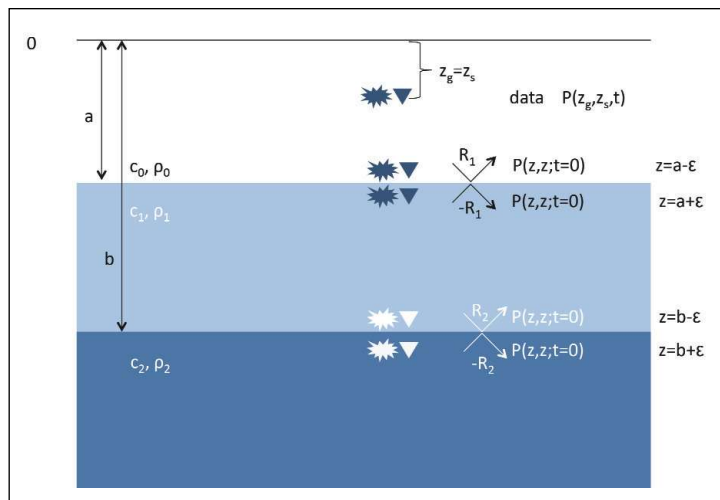 0
z_g=z_s
data P(z_g,z_s,t)
a
R_1 P(z,z;t=0) z=a-ε
c_0, ρ_0
-R_1 P(z,z;t=0) z=a+ε
c_1, ρ_1
b
R_2 P(z,z;t=0) z=b-ε
-R_2 P(z,z;t=0) z=b+ε
c_2, ρ_2